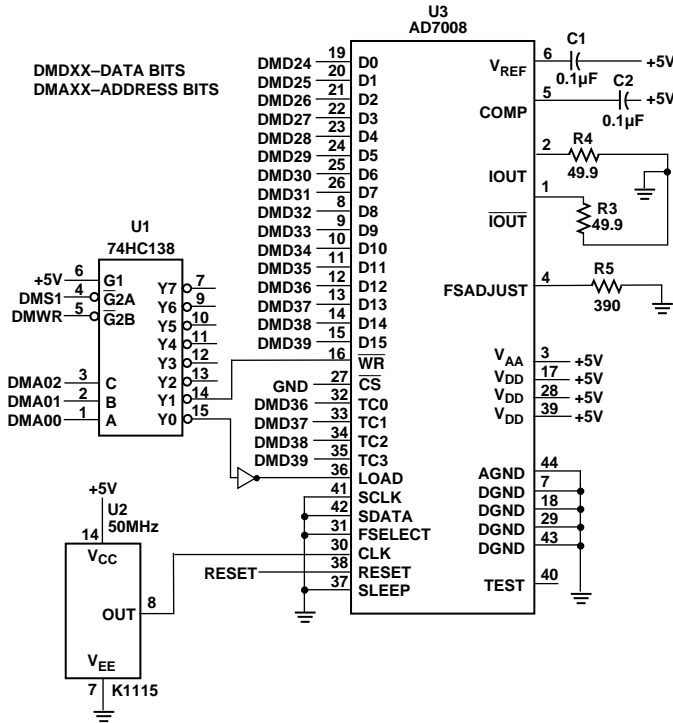 U3
AD7008
DMDXX–DATA BITS
DMAXX–ADDRESS BITS
DMD24 19 D0
DMD25 20 D1
DMD26 21 D2
DMD27 22 D3
DMD28 23 D4
DMD29 24 D5
DMD30 25 D6
DMD31 26 D7
DMD32 8 D8
DMD33 9 D9
DMD34 10 D10
DMD35 11 D11
DMD36 12 D12
DMD37 13 D13
DMD38 14 D14
DMD39 15 D15
16 WR
GND 27 CS
DMD36 32 TC0
DMD37 33 TC1
DMD38 34 TC2
DMD39 35 TC3
36 LOAD
41 SCLK
42 SDATA
31 FSELECT
30 CLK
RESET 38 RESET
37 SLEEP
VREF 6 C1 0.1µF +5V
COMP 5 C2 0.1µF +5V
IOUT 2 R4 49.9
IOUT 1 R3 49.9
FSADJUST 4 R5 390
VAA 3 +5V
VDD 17 +5V
VDD 28 +5V
VDD 39 +5V
AGND 44
DGND 7
DGND 18
DGND 29
DGND 43
TEST 40
U1
74HC138
+5V 6 G1
DMS1 4 G2A
DMWR 5 G2B
DMA02 3 C
DMA01 2 B
DMA00 1 A
Y7 7
Y6 9
Y5 10
Y4 11
Y3 12
Y2 13
Y1 14
Y0 15
+5V
U2
50MHz
14
VCC
OUT 8
VEE
7 K1115